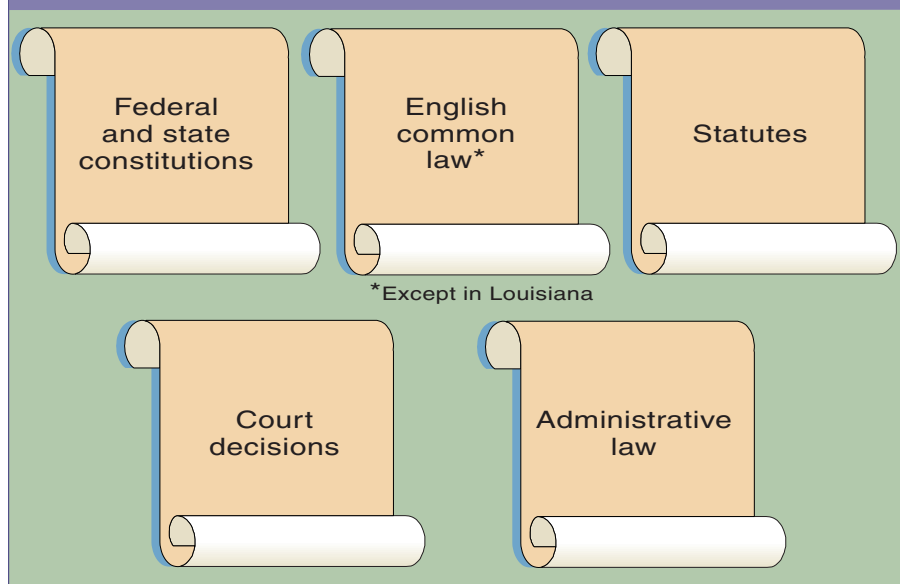 Federal
and state
constitutions
English
common
law*
Statutes
*Except in Louisiana
Court
decisions
Administrative
law